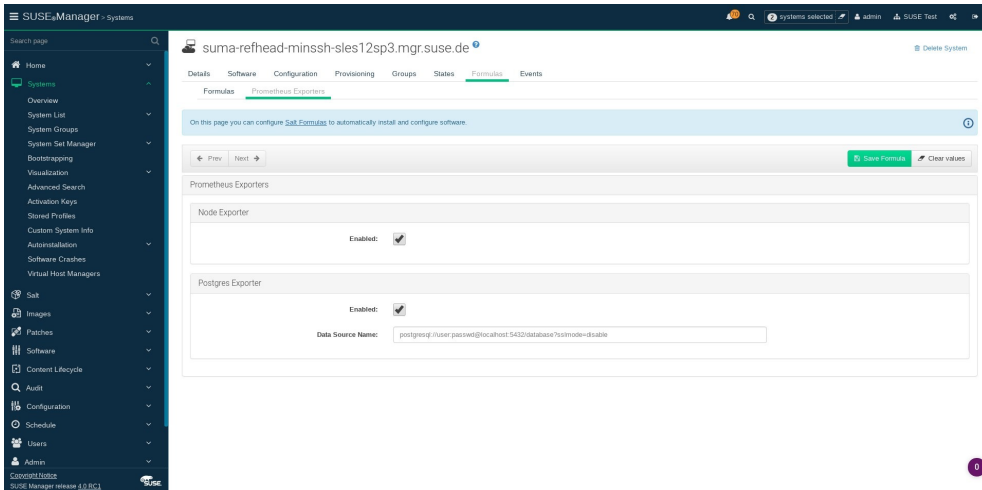 SUSE®Manager > Systems
70
2 systems selected
admin
SUSE Test
Search page
Home
Systems
Overview
System List
System Groups
System Set Manager
Bootstrapping
Visualization
Advanced Search
Activation Keys
Stored Profiles
Custom System Info
Autoinstallation
Software Crashes
Virtual Host Managers
Salt
Images
Patches
Software
Content Lifecycle
Audit
Configuration
Schedule
Users
Admin
Copyright Notice
SUSE Manager release 4.0 RC1
SUSE
suma-refhead-minssh-sles12sp3.mgr.suse.de ?
Delete System
Details Software Configuration Provisioning Groups States Formulas Events
Formulas Prometheus Exporters
On this page you can configure Salt Formulas to automatically install and configure software.
Prev Next
Save Formula Clear values
Prometheus Exporters
Node Exporter
Enabled:
Postgres Exporter
Enabled:
Data Source Name: postgresql://user:passwd@localhost:5432/database?sslmode=disable
0